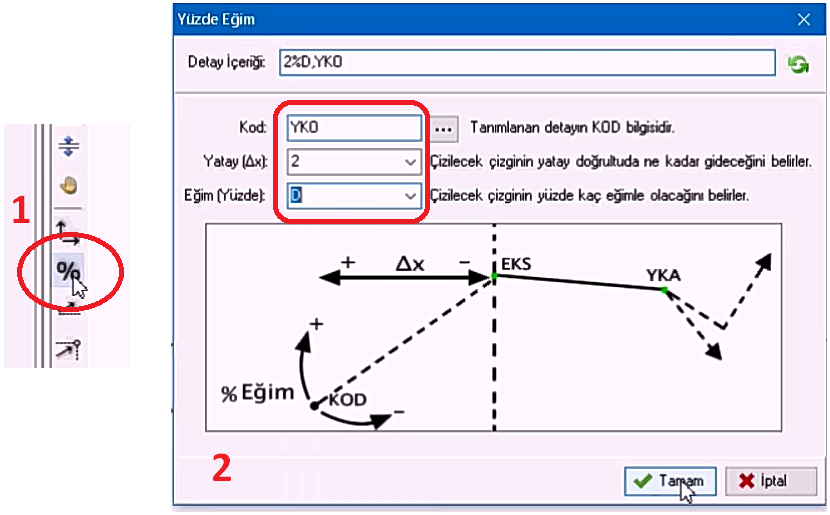 Yüzde Eğim
Detay İçeriği: 2%D,YKO
Kod: YKO ... Tanımlanan detayın KOD bilgisidir.
Yatay (Δx): 2 Çizilecek çizginin yatay doğrultuda ne kadar gideceğini belirler.
Eğim (Yüzde): D Çizilecek çizginin yüzde kaç eğimle olacağını belirler.
1
%
+ Δx − EKS
YKA
+
% Eğim KOD
−
2
Tamam İptal